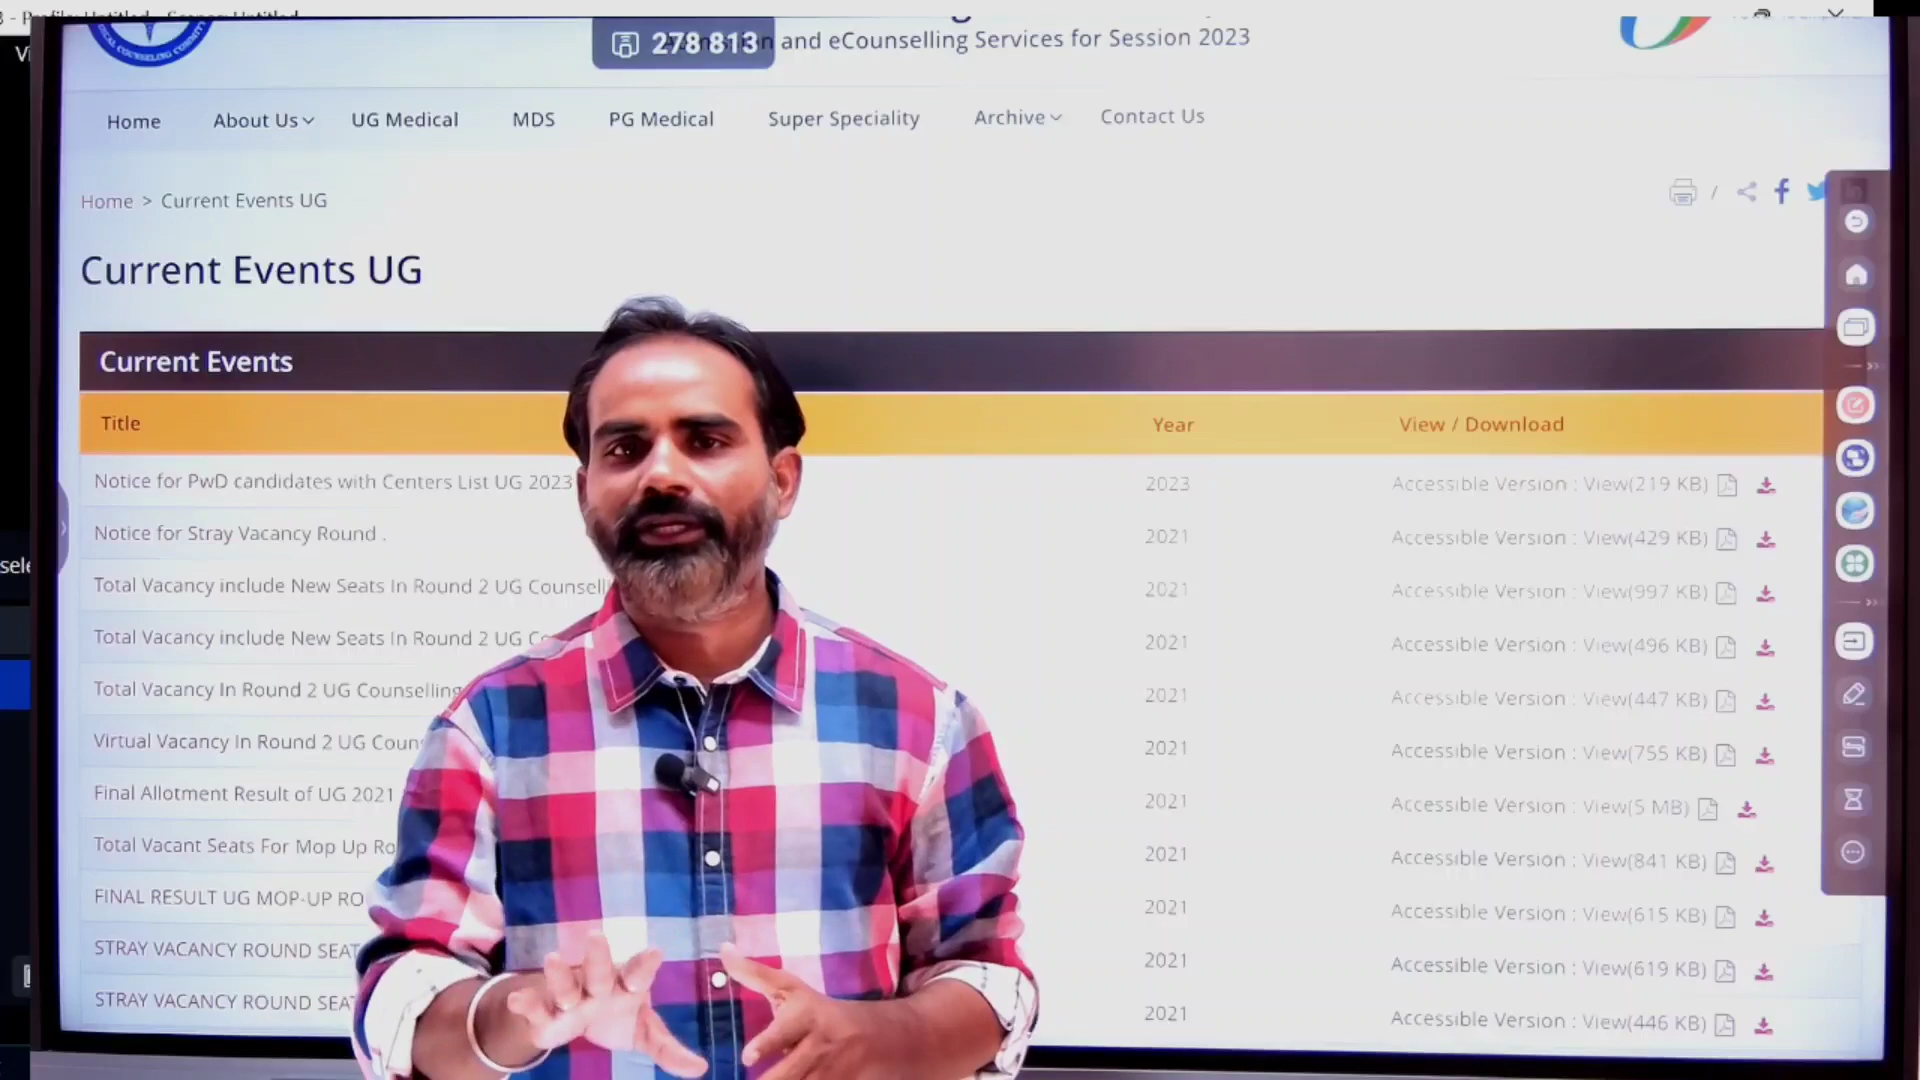 278 813
and eCounselling Services for Session 2023
Home About Us UG Medical MDS PG Medical Super Speciality Archive Contact Us
Home > Current Events UG /
Current Events UG
Current Events
Title Year View / Download
Notice for PwD candidates with Centers List UG 2023 2023 Accessible Version : View(219 KB)
Notice for Stray Vacancy Round . 2021 Accessible Version : View(429 KB)
Total Vacancy include New Seats In Round 2 UG Counsell 2021 Accessible Version : View(997 KB)
Total Vacancy include New Seats In Round 2 UG Co 2021 Accessible Version : View(496 KB)
Total Vacancy In Round 2 UG Counselling 2021 Accessible Version : View(447 KB)
Virtual Vacancy In Round 2 UG Coun 2021 Accessible Version : View(755 KB)
Final Allotment Result of UG 2021 2021 Accessible Version : View(5 MB)
Total Vacant Seats For Mop Up Ro 2021 Accessible Version : View(841 KB)
FINAL RESULT UG MOP-UP RO 2021 Accessible Version : View(615 KB)
STRAY VACANCY ROUND SEAT 2021 Accessible Version : View(619 KB)
STRAY VACANCY ROUND SEA 2021 Accessible Version : View(446 KB)